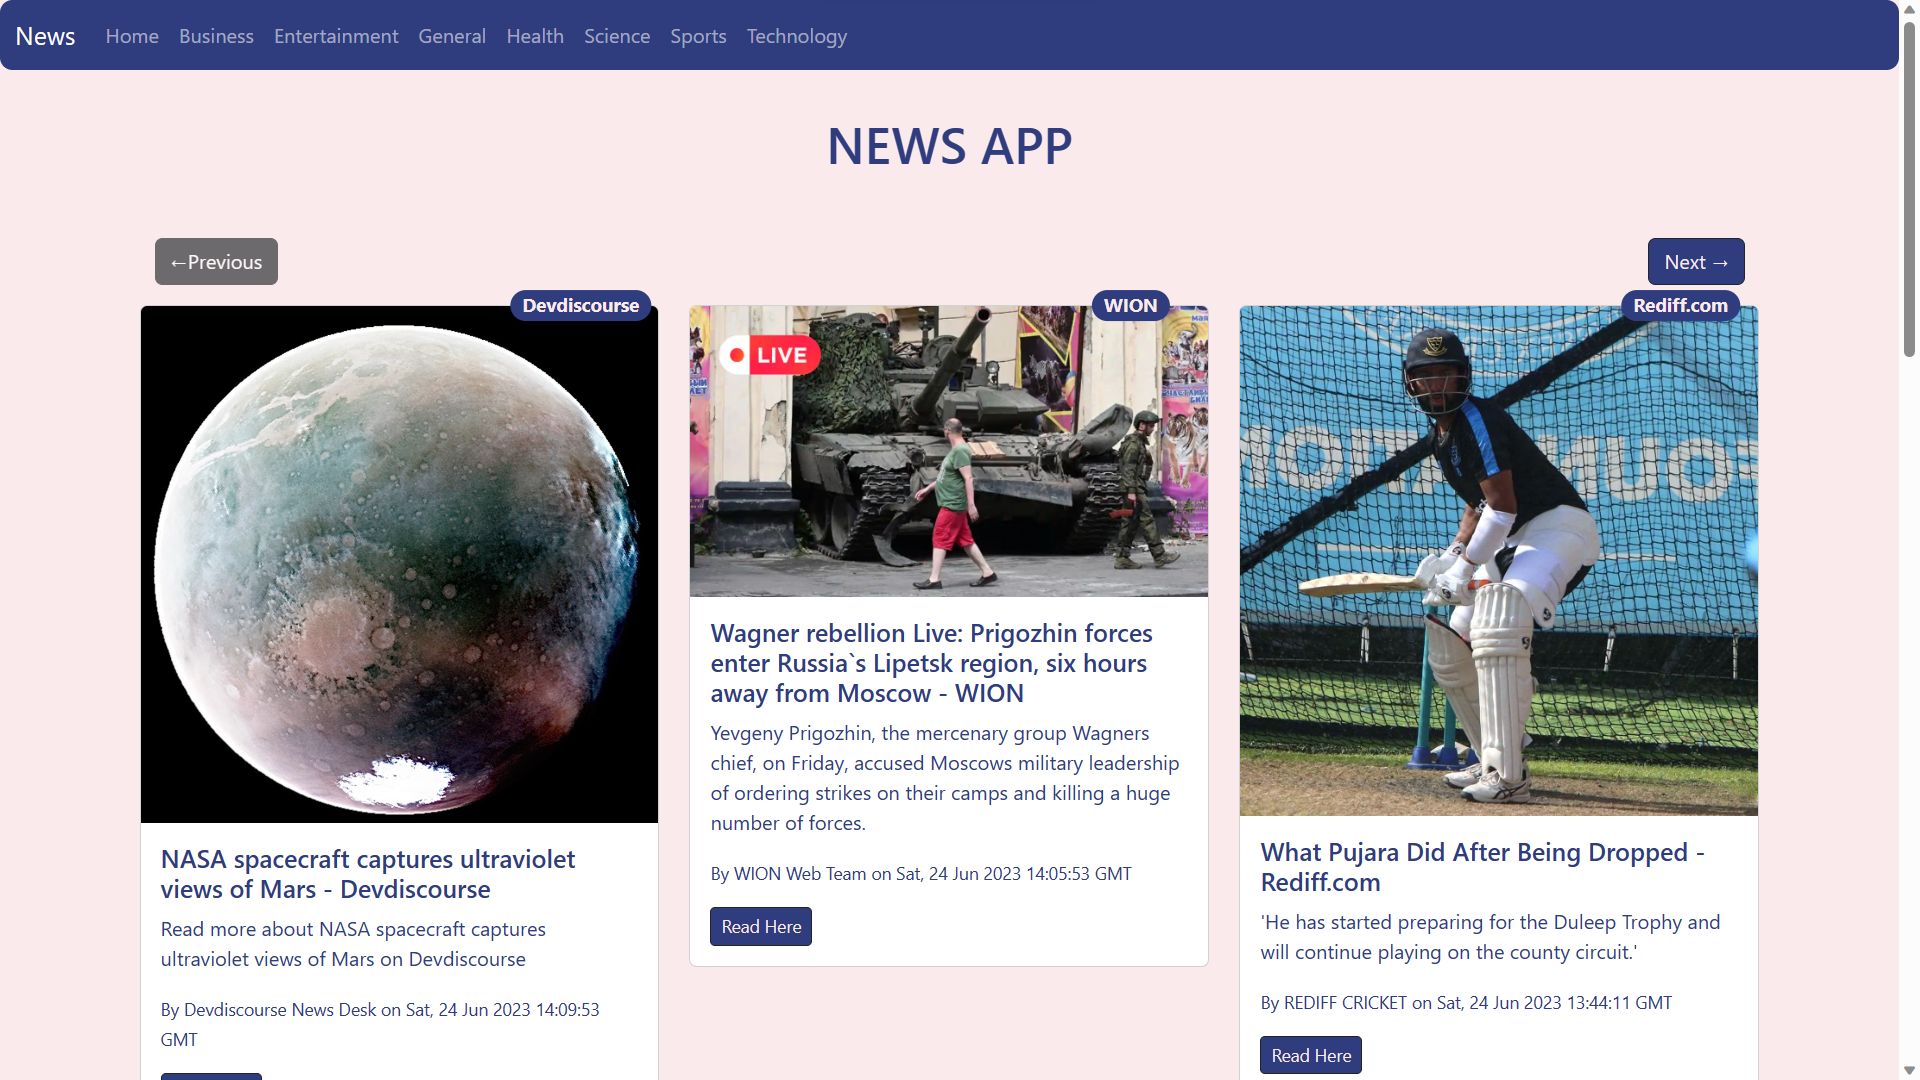 News Home Business Entertainment General Health Science Sports Technology
NEWS APP
←Previous
Next →
Devdiscourse
NASA spacecraft captures ultraviolet
views of Mars - Devdiscourse
Read more about NASA spacecraft captures
ultraviolet views of Mars on Devdiscourse
By Devdiscourse News Desk on Sat, 24 Jun 2023 14:09:53
GMT
WION
LIVE
Wagner rebellion Live: Prigozhin forces
enter Russia`s Lipetsk region, six hours
away from Moscow - WION
Yevgeny Prigozhin, the mercenary group Wagners
chief, on Friday, accused Moscows military leadership
of ordering strikes on their camps and killing a huge
number of forces.
By WION Web Team on Sat, 24 Jun 2023 14:05:53 GMT
Read Here
Rediff.com
What Pujara Did After Being Dropped -
Rediff.com
'He has started preparing for the Duleep Trophy and
will continue playing on the county circuit.'
By REDIFF CRICKET on Sat, 24 Jun 2023 13:44:11 GMT
Read Here